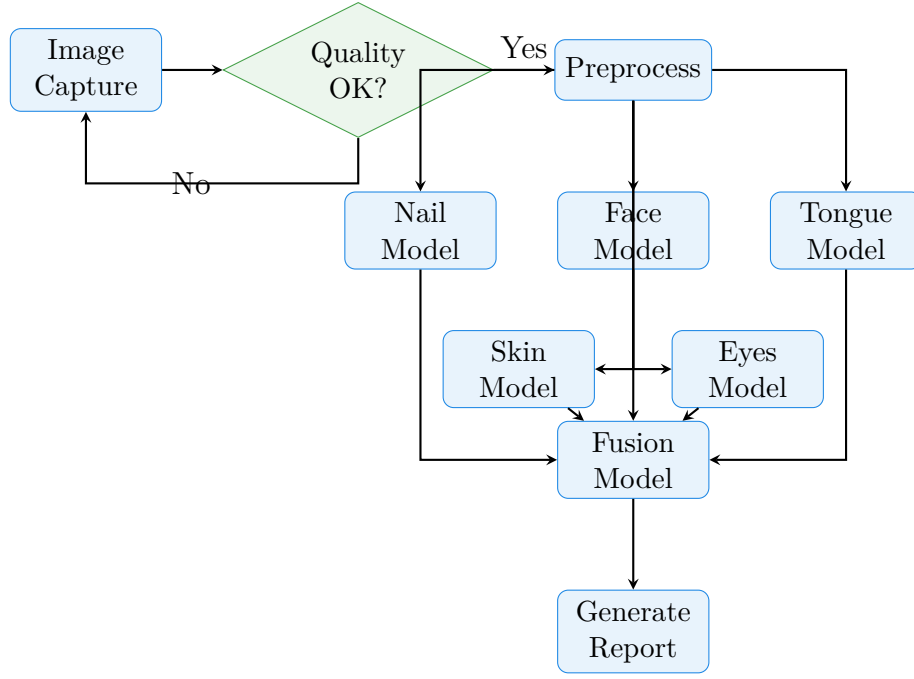 Image
Capture
Quality
OK?
Yes
Preprocess
No
Nail
Model
Face
Model
Tongue
Model
Skin
Model
Eyes
Model
Fusion
Model
Generate
Report